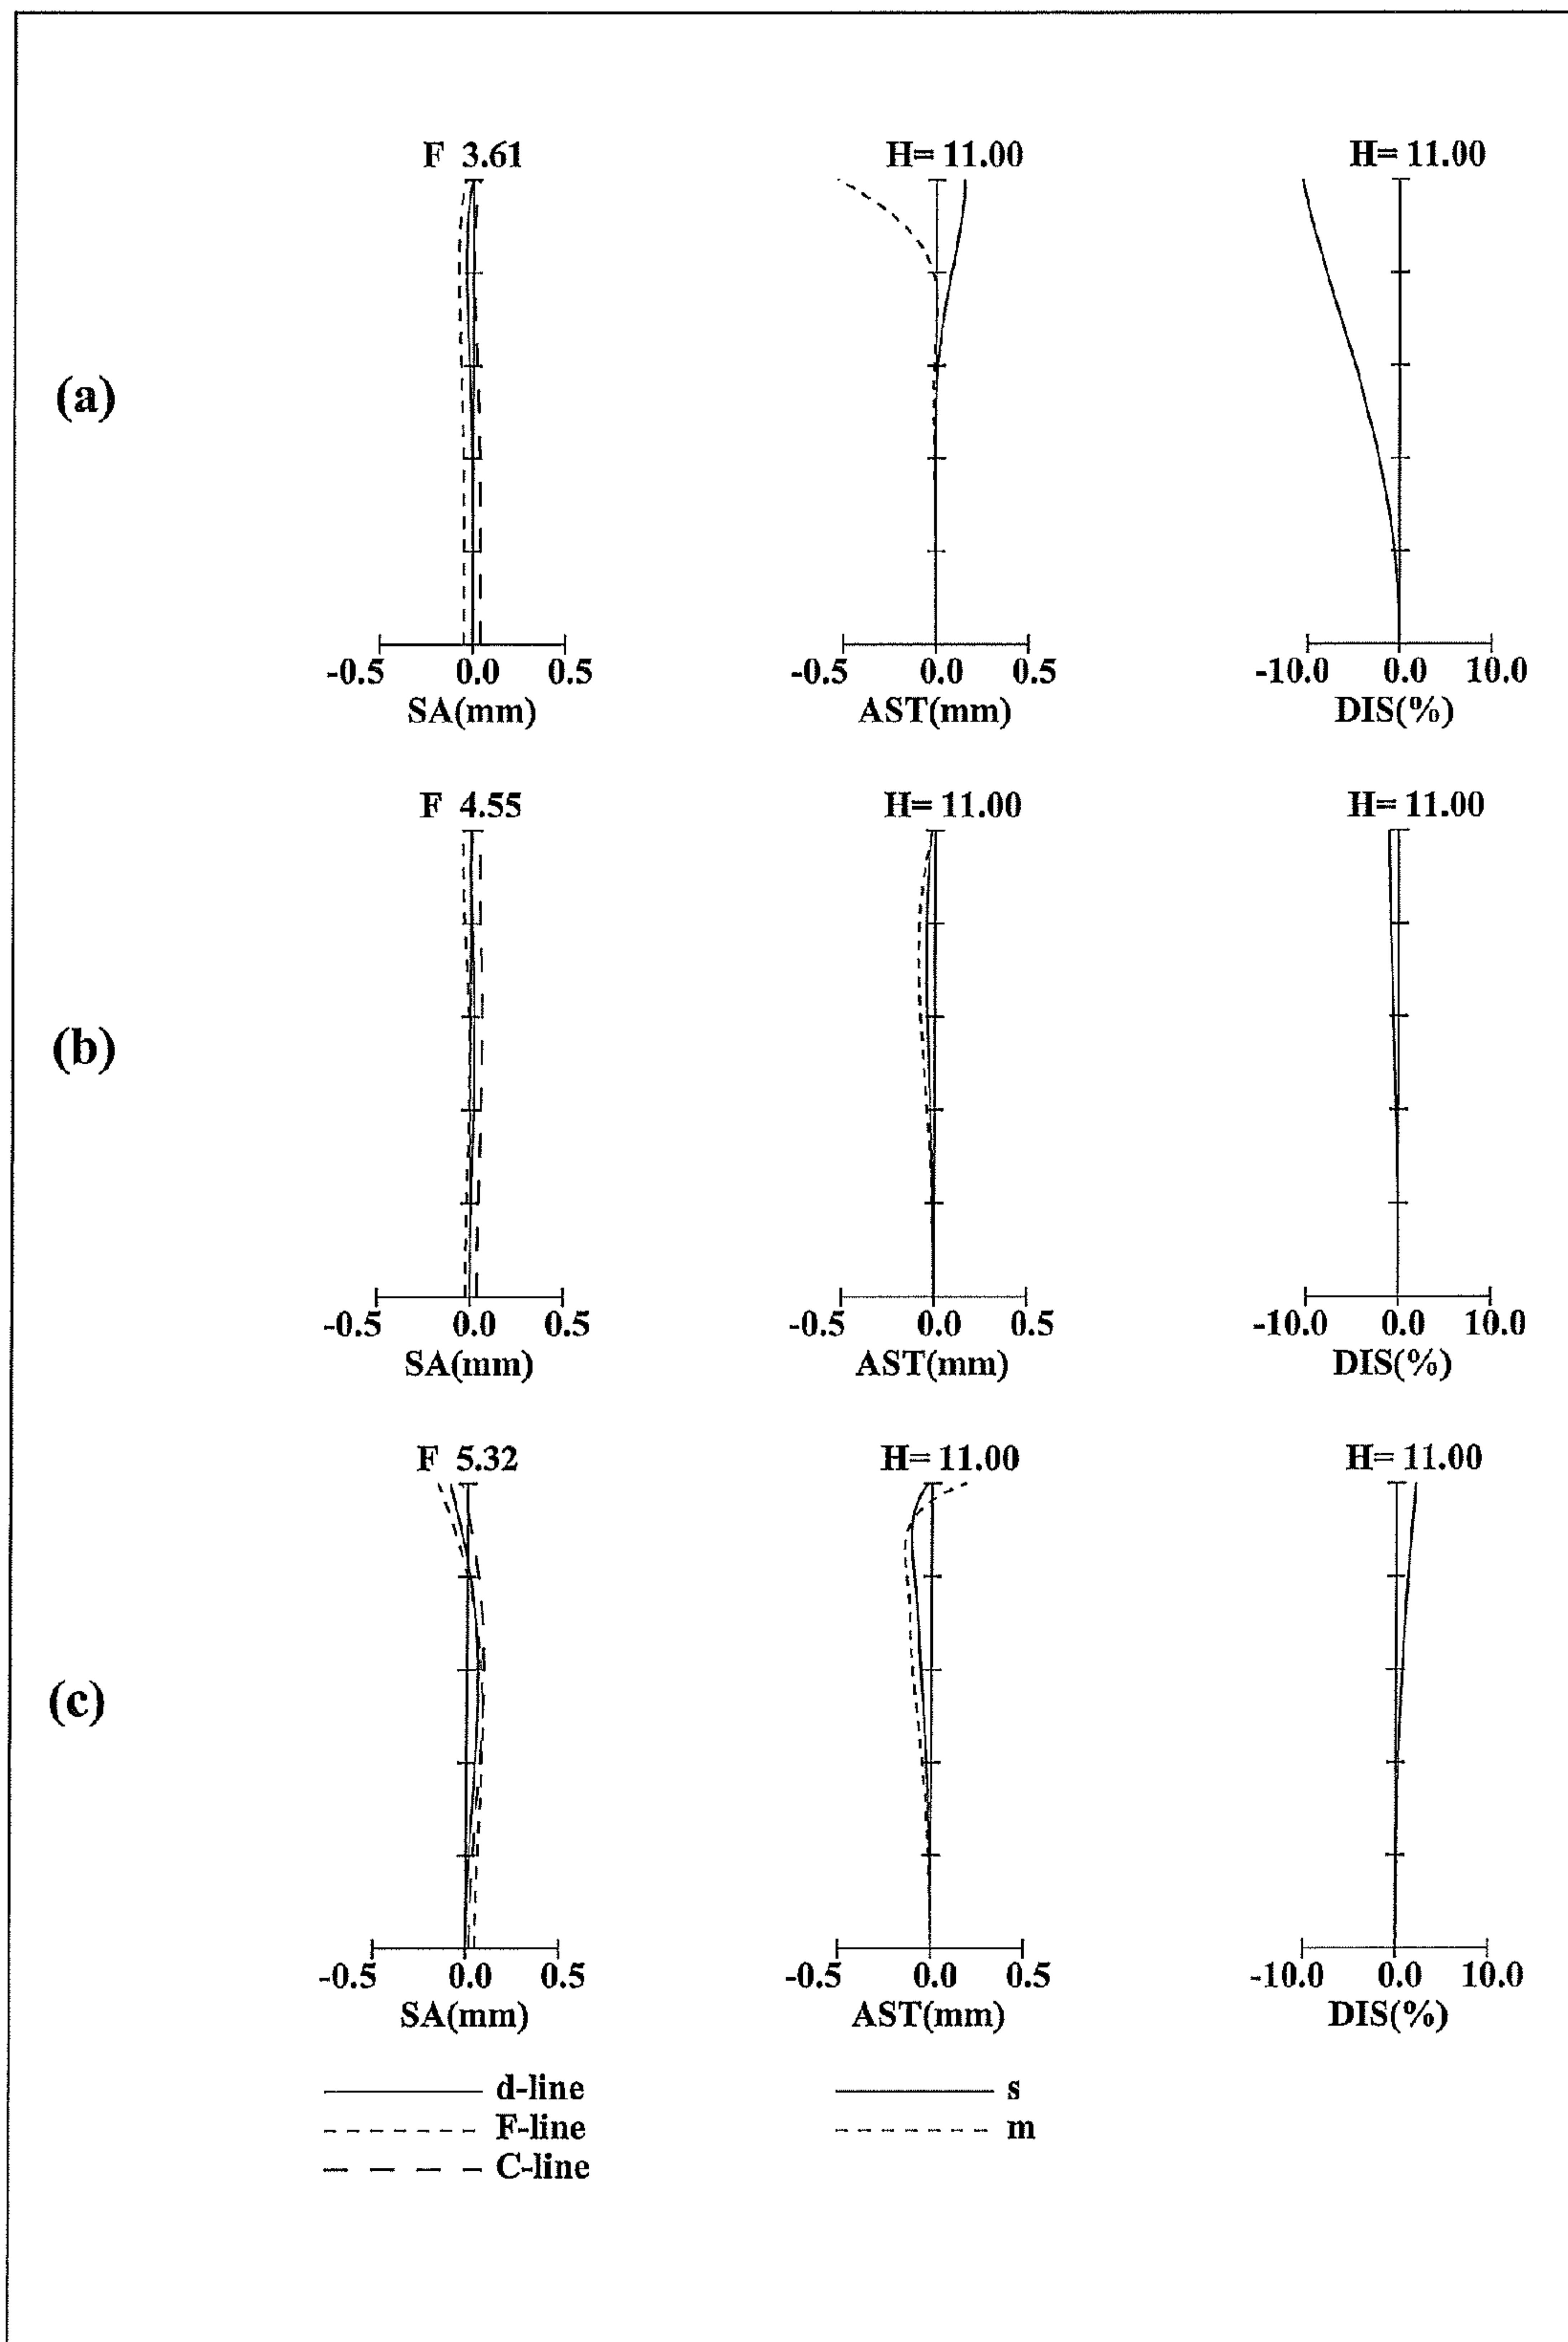 F 3.61 H= 11.00 H= 11.00
(a)
-0.5 0.0 0.5 -0.5 0.0 0.5 -10.0 0.0 10.0
SA(mm) AST(mm) DIS(%)
F 4.55 H= 11.00 H= 11.00
(b)
-0.5 0.0 0.5 -0.5 0.0 0.5 -10.0 0.0 10.0
SA(mm) AST(mm) DIS(%)
F 5.32 H= 11.00 H= 11.00
(c)
-0.5 0.0 0.5 -0.5 0.0 0.5 -10.0 0.0 10.0
SA(mm) AST(mm) DIS(%)
d-line s
F-line m
C-line